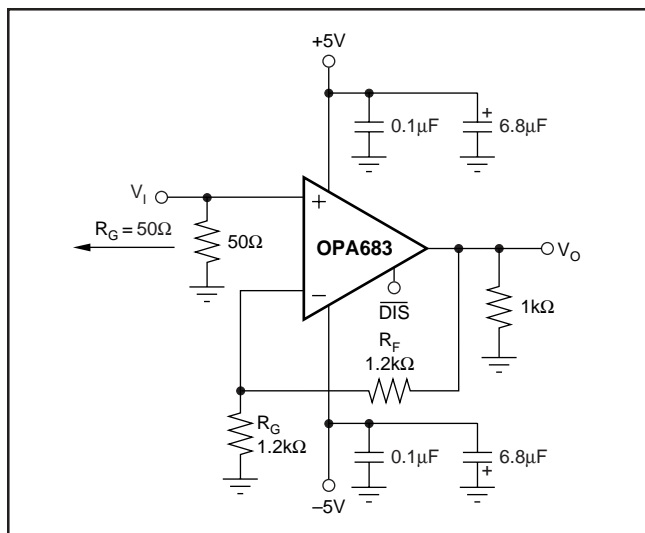 +5V
0.1µF
6.8µF
+
V_I
+
R_G = 50Ω
50Ω
OPA683
V_O
−
DIS
1kΩ
R_F
1.2kΩ
R_G
1.2kΩ
0.1µF
6.8µF
+
–5V